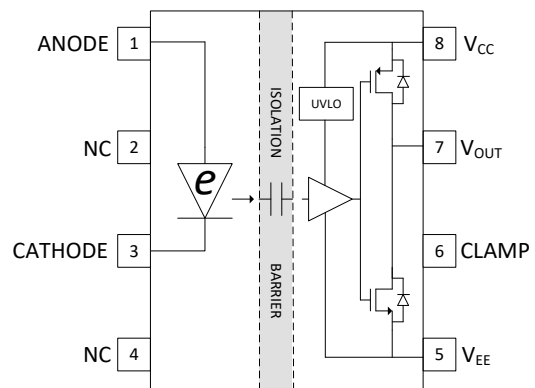 ANODE 1
NC 2
CATHODE 3
NC 4
e
ISOLATION
BARRIER
UVLO
8 VCC
7 VOUT
6 CLAMP
5 VEE